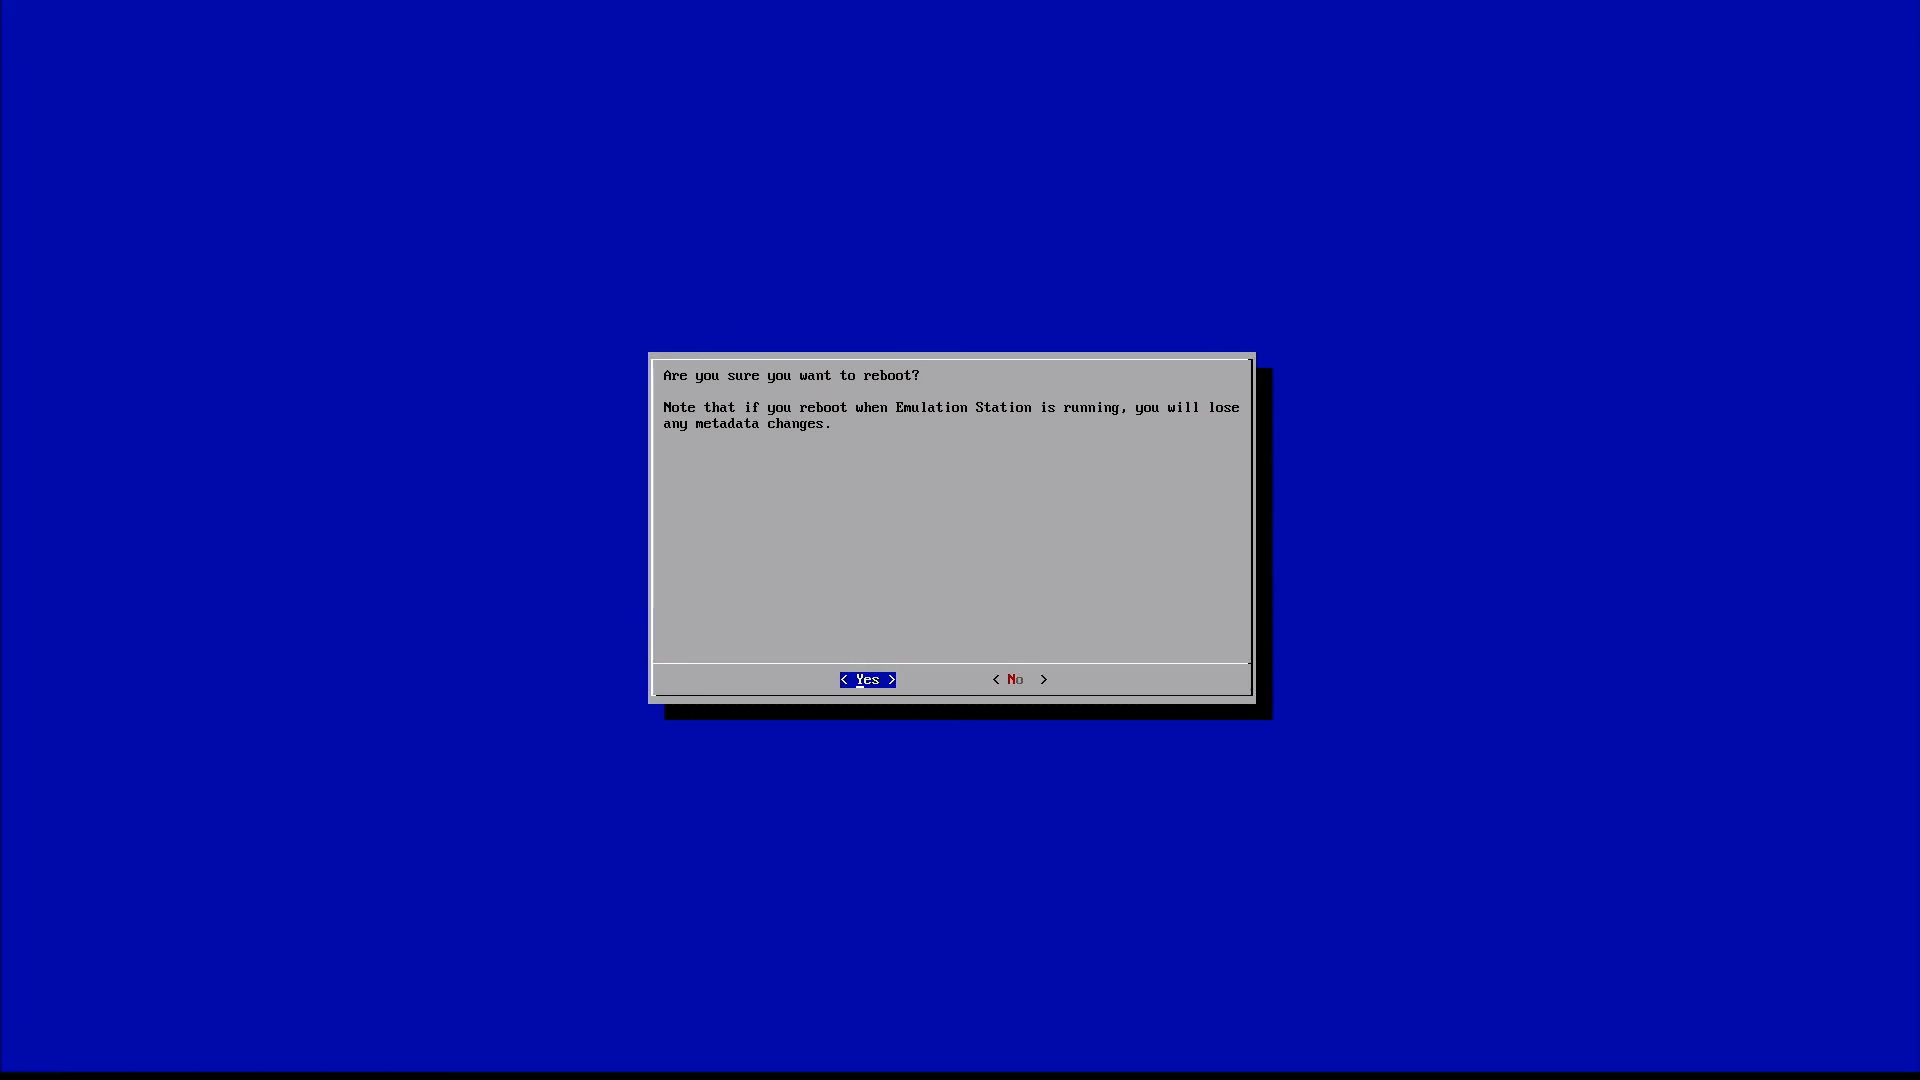 Are you sure you want to reboot?
Note that if you reboot when Emulation Station is running, you will lose
any metadata changes.
< Yes > < No >